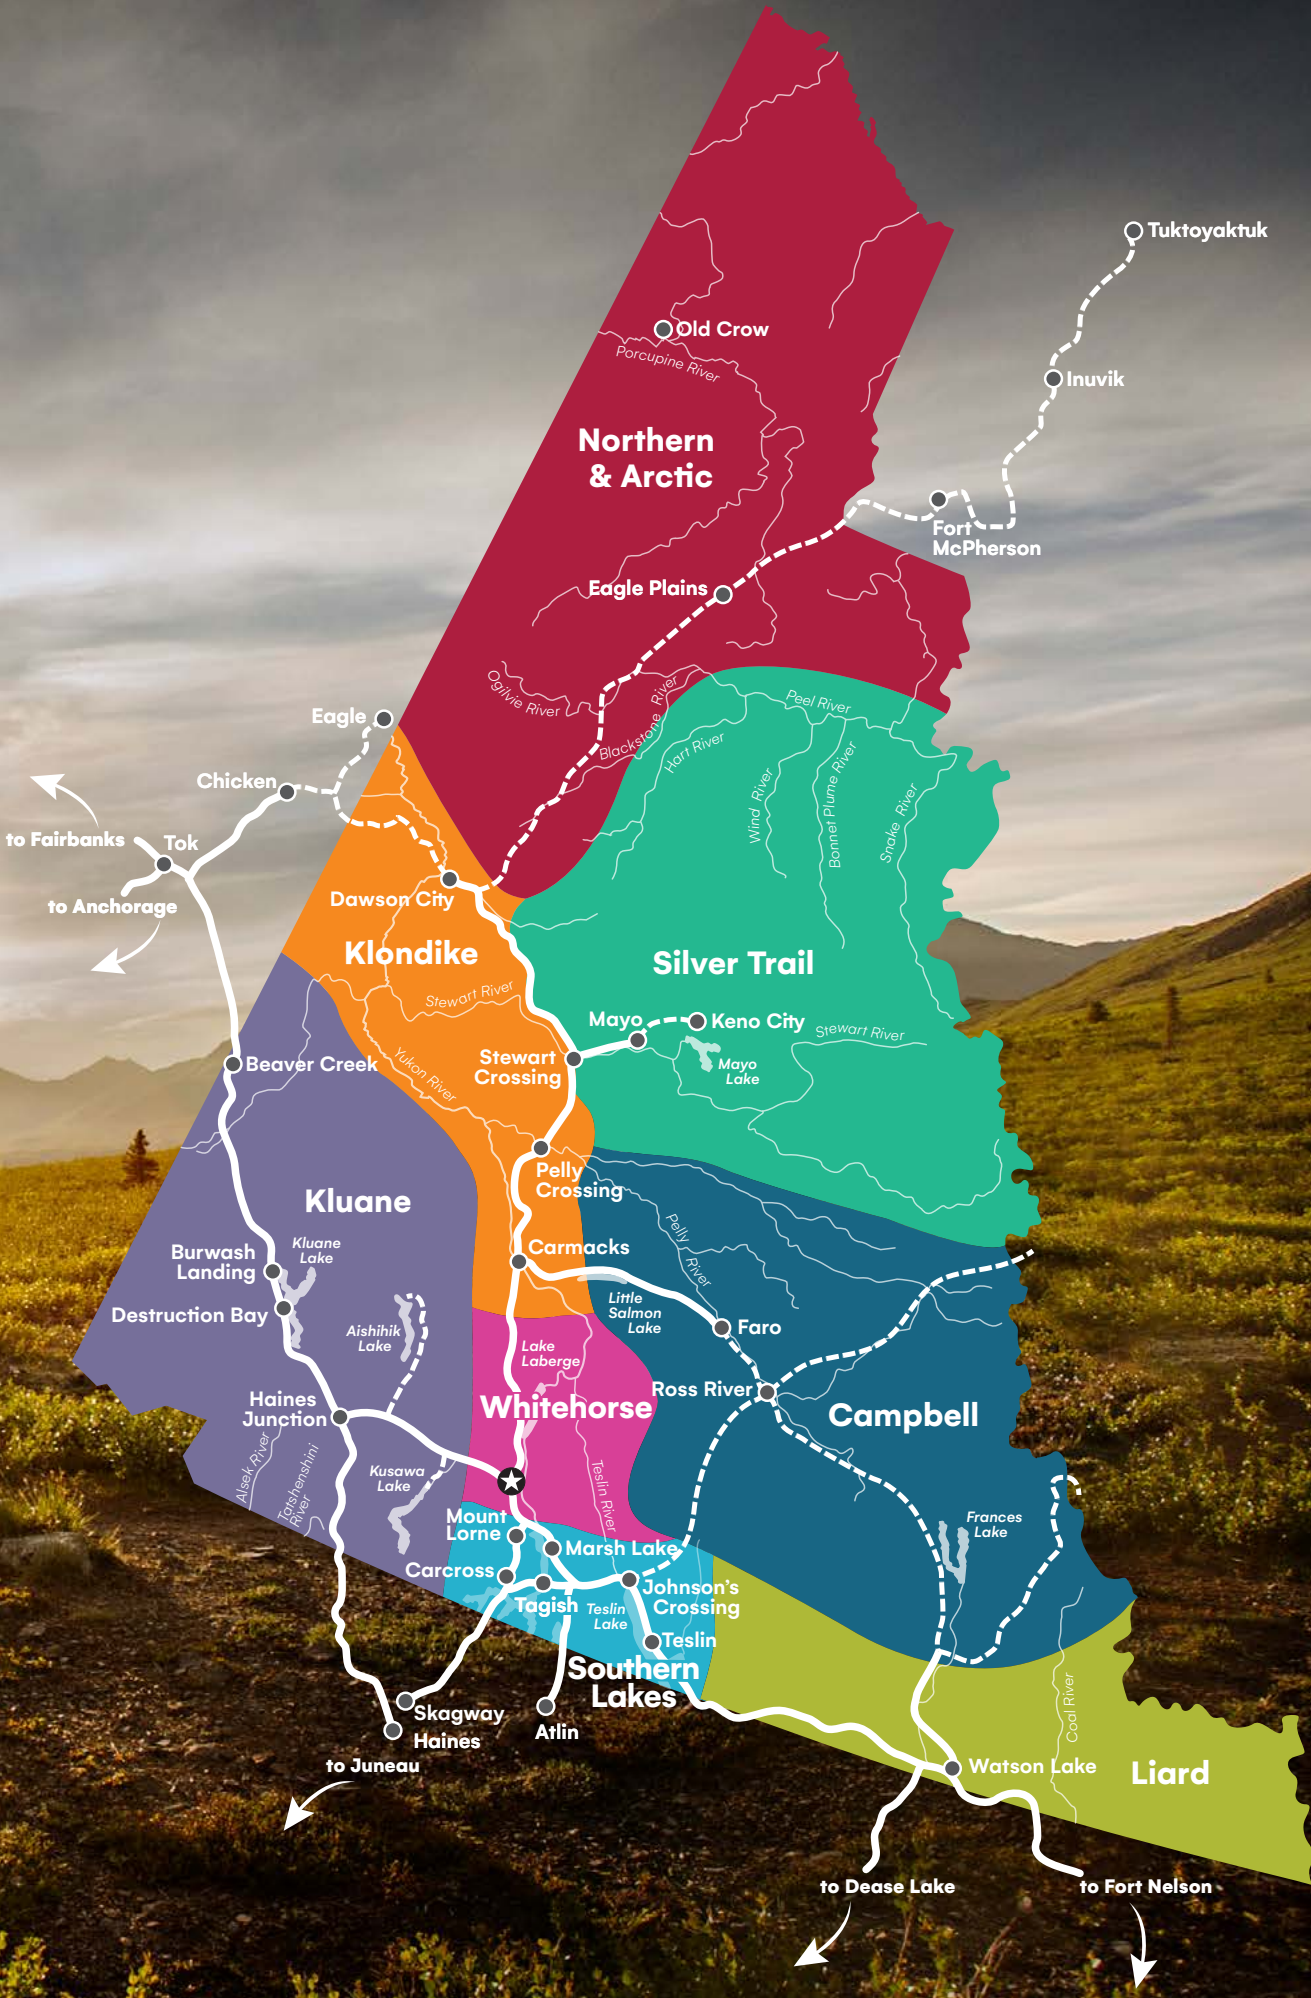 Tuktoyaktuk
Old Crow
Porcupine River
Inuvik
Northern
& Arctic
Fort
McPherson
Eagle Plains
Ogilvie River
Blackstone River
Peel River
Eagle
Hart River
Chicken
Wind River
Bonnet Plume River
Snake River
to Fairbanks
Tok
to Anchorage
Dawson City
Klondike
Silver Trail
Stewart River
Mayo
Keno City
Stewart River
Stewart
Crossing
Mayo
Lake
Beaver Creek
Yukon River
Pelly
Crossing
Kluane
Pelly River
Burwash
Landing
Kluane
Lake
Carmacks
Destruction Bay
Aishihik
Lake
Little
Salmon
Lake
Faro
Lake
Laberge
Ross River
Haines
Junction
Whitehorse
Campbell
Alsek River
Tatshenshini
River
Kusawa
Lake
Teslin River
Mount
Lorne
Frances
Lake
Marsh Lake
Carcross
Tagish
Johnson's
Crossing
Teslin
Lake
Teslin
Southern
Lakes
Skagway
Haines
Atlin
Coal River
to Juneau
Watson Lake
Liard
to Dease Lake
to Fort Nelson